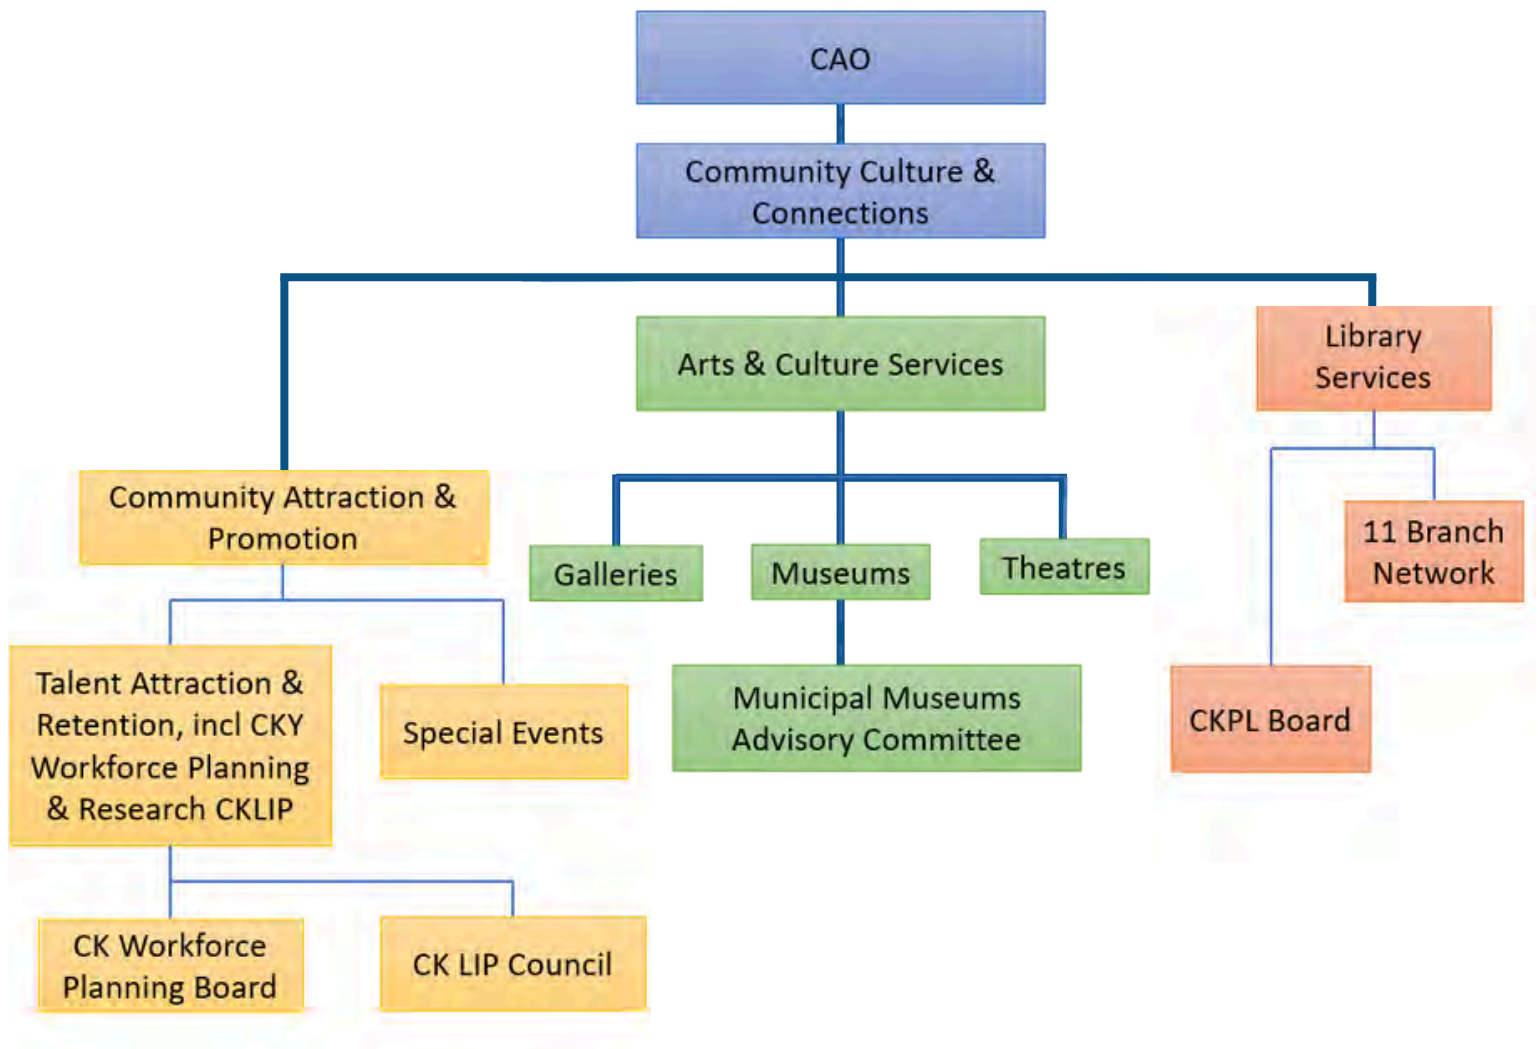 CAO
Community Culture &
Connections
Arts & Culture Services
Library
Services
Community Attraction &
Promotion
Galleries
Museums
Theatres
11 Branch
Network
Talent Attraction &
Retention, incl CKY
Workforce Planning
& Research CKLIP
Special Events
Municipal Museums
Advisory Committee
CKPL Board
CK Workforce
Planning Board
CK LIP Council